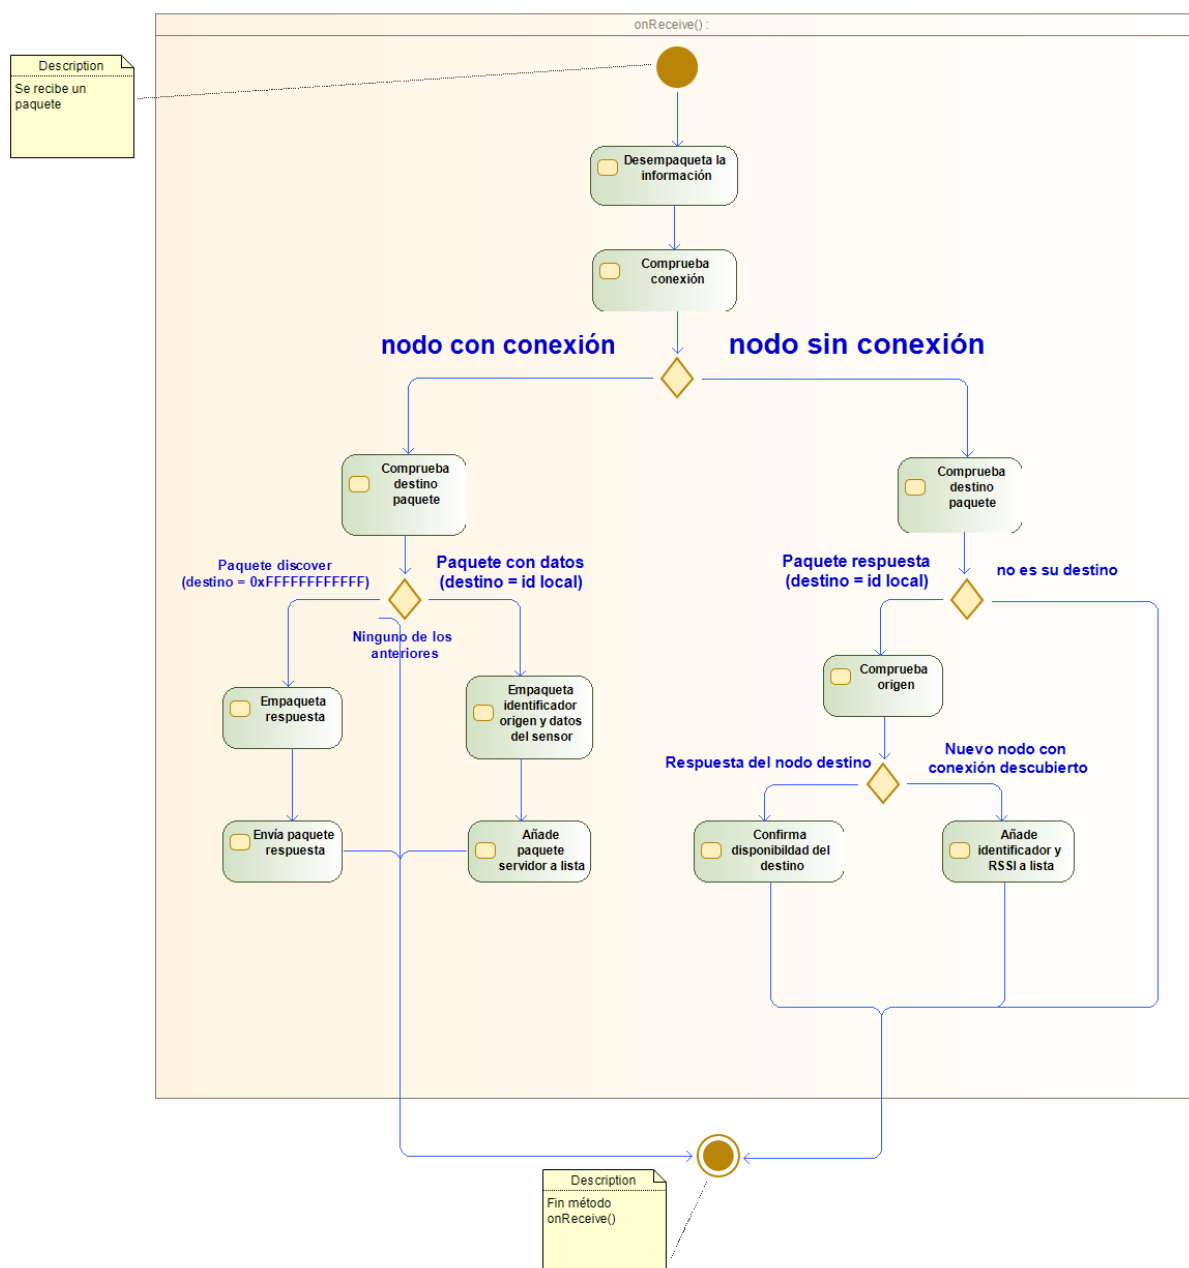 onReceive() :
Description
Se recibe un
paquete
Desempaqueta la
información
Comprueba
conexión
nodo con conexión
nodo sin conexión
Comprueba
destino
paquete
Comprueba
destino
paquete
Paquete discover
(destino = 0xFFFFFFFFFFFF)
Paquete con datos
(destino = id local)
Ninguno de los
anteriores
Paquete respuesta
(destino = id local)
no es su destino
Empaqueta
respuesta
Empaqueta
identificador
origen y datos
del sensor
Comprueba
origen
Respuesta del nodo destino
Nuevo nodo con
conexión descubierto
Envía paquete
respuesta
Añade
paquete
servidor a lista
Confirma
disponibildad del
destino
Añade
identificador y
RSSI a lista
Description
Fin método
onReceive()